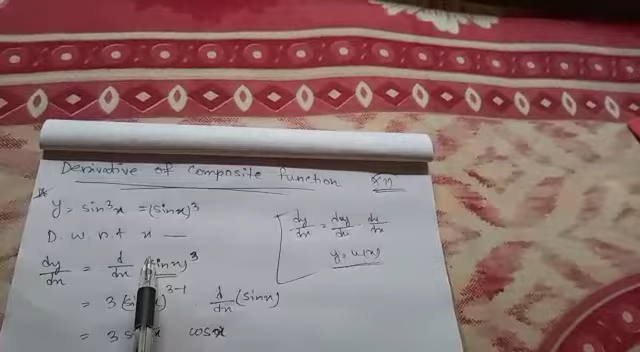 Derivative of composite function
y = sin³x = (sinx)³
D. w. r. t x —
dy/dx = d/dx (sinx)³
= 3 (sinx)³⁻¹ . d/dx (sinx)
= 3 cosx
dy/dx = dy/du . du/dx
y = u(x)